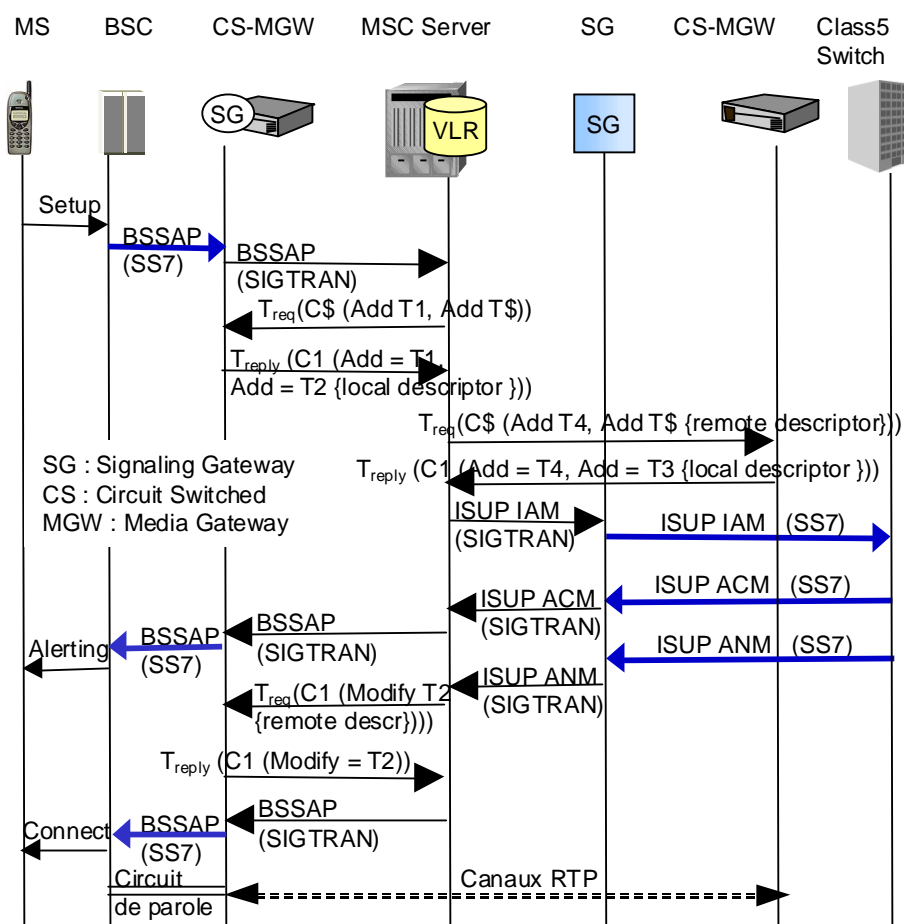 MS BSC CS-MGW MSC Server SG CS-MGW Class5
Switch
SG VLR SG
Setup
BSSAP
(SS7)
BSSAP
(SIGTRAN)
Treq(C$ (Add T1, Add T$))
Treply (C1 (Add = T1,
Add = T2 {local descriptor }))
Treq(C$ (Add T4, Add T$ {remote descriptor}))
SG : Signaling Gateway
CS : Circuit Switched
MGW : Media Gateway
Treply (C1 (Add = T4, Add = T3 {local descriptor }))
ISUP IAM
(SIGTRAN)
ISUP IAM (SS7)
ISUP ACM (SS7)
ISUP ACM
(SIGTRAN)
BSSAP
(SIGTRAN)
BSSAP
(SS7)
Alerting
ISUP ANM (SS7)
ISUP ANM
(SIGTRAN)
Treq(C1 (Modify T2
{remote descr})))
Treply (C1 (Modify = T2))
BSSAP
(SIGTRAN)
BSSAP
(SS7)
Connect
Circuit
de parole
Canaux RTP